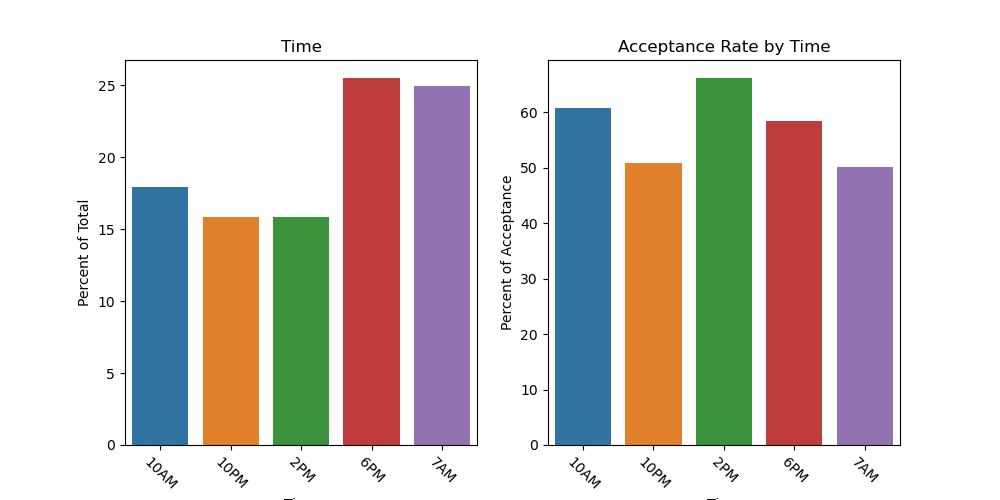 Time
Percent of Total
25
20
15
10
5
0
10AM
10PM
2PM
6PM
7AM
Acceptance Rate by Time
Percent of Acceptance
60
50
40
30
20
10
0
10AM
10PM
2PM
6PM
7AM